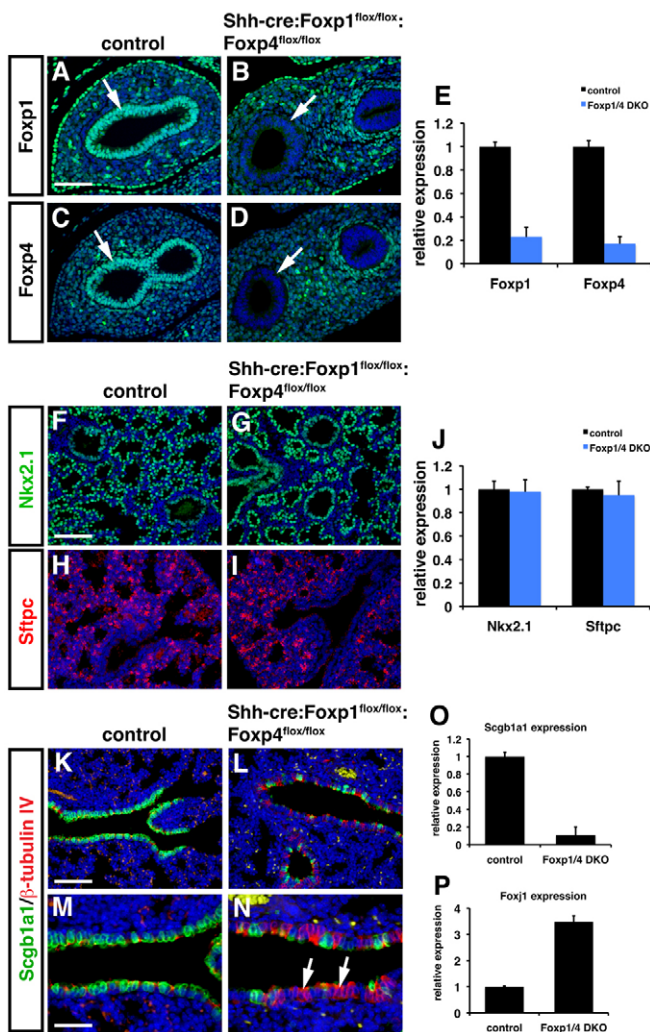 control
Shh-cre:Foxp1flox/flox:
Foxp4flox/flox
Foxp1
A
B
Foxp4
C
D
E
control
Foxp1/4 DKO
relative expression
1.2
1
0.8
0.6
0.4
0.2
0
Foxp1
Foxp4
control
Shh-cre:Foxp1flox/flox:
Foxp4flox/flox
Nkx2.1
F
G
Sftpc
H
I
J
control
Foxp1/4 DKO
relative expression
1.2
1
0.8
0.6
0.4
0.2
0
Nkx2.1
Sftpc
control
Shh-cre:Foxp1flox/flox:
Foxp4flox/flox
Scgb1a1/β-tubulin IV
K
L
M
N
O
Scgb1a1 expression
relative expression
1.2
1
0.8
0.6
0.4
0.2
0
control
Foxp1/4 DKO
P
Foxj1 expression
relative expression
4
3
2
1
0
control
Foxp1/4 DKO